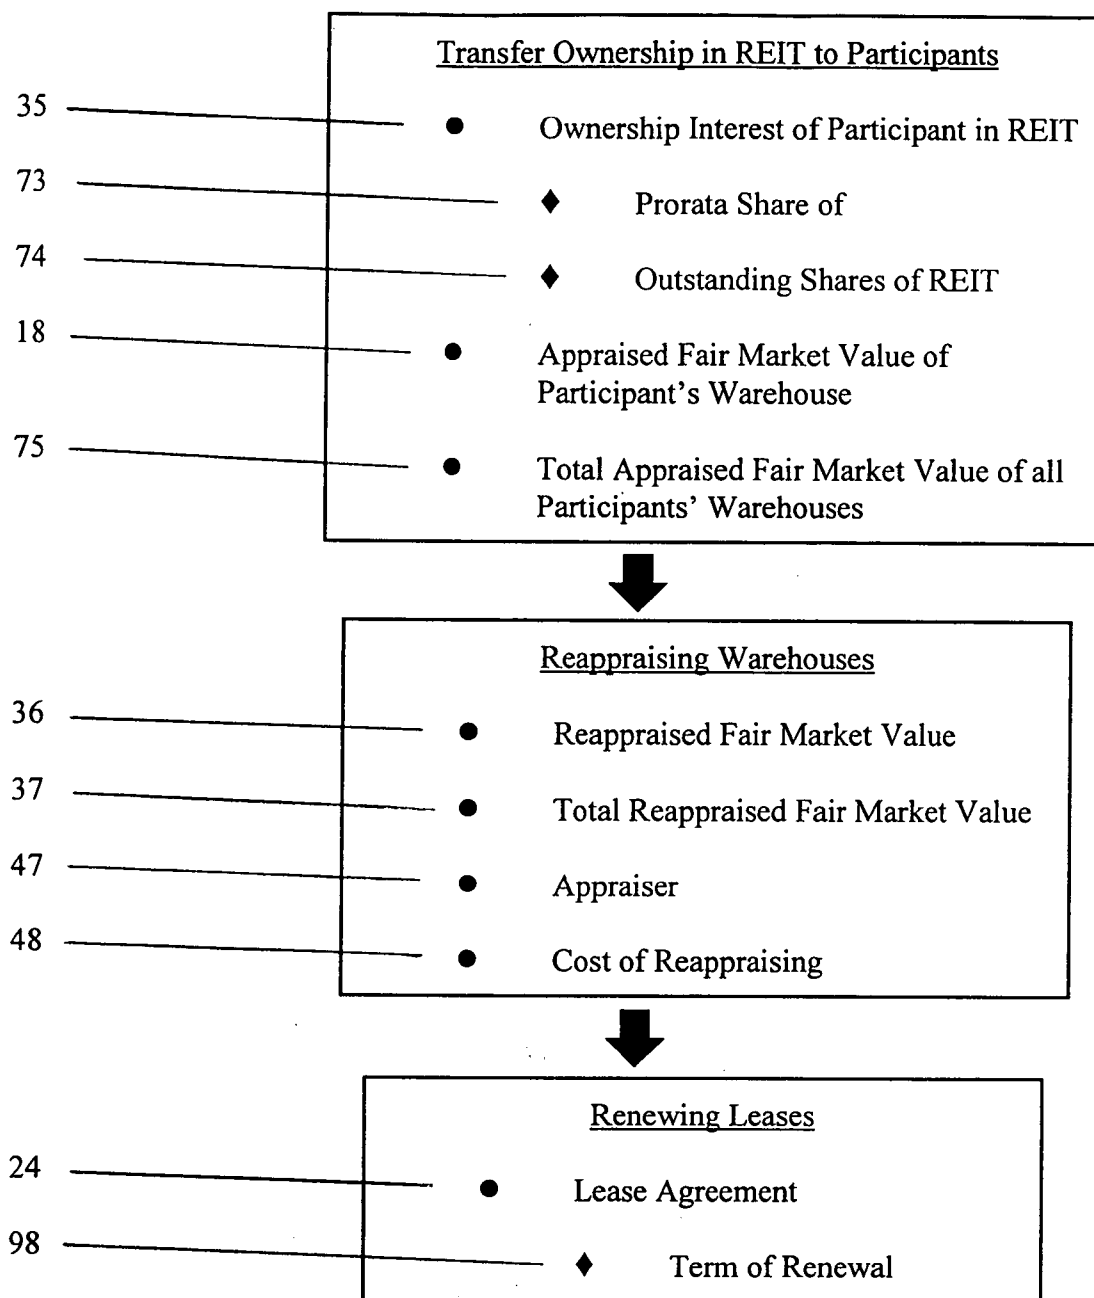 Transfer Ownership in REIT to Participants
35 ● Ownership Interest of Participant in REIT
73 ♦ Prorata Share of
74 ♦ Outstanding Shares of REIT
18 ● Appraised Fair Market Value of
Participant's Warehouse
75 ● Total Appraised Fair Market Value of all
Participants' Warehouses
Reappraising Warehouses
36 ● Reappraised Fair Market Value
37 ● Total Reappraised Fair Market Value
47 ● Appraiser
48 ● Cost of Reappraising
Renewing Leases
24 ● Lease Agreement
98 ♦ Term of Renewal